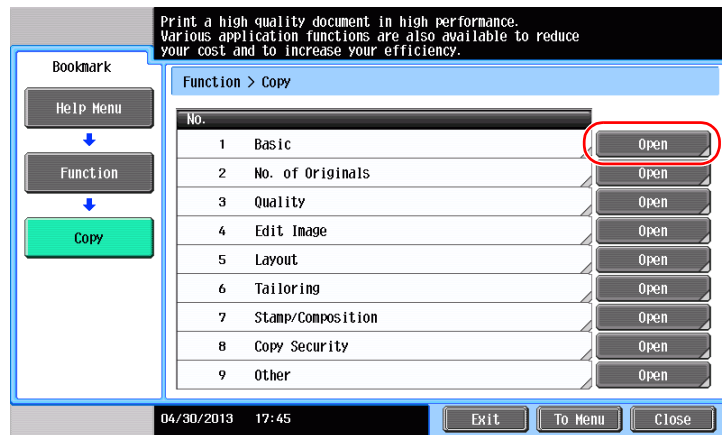 Print a high quality document in high performance.
Various application functions are also available to reduce
your cost and to increase your efficiency.
Bookmark
Help Menu
Function
Copy
Function > Copy
No.
1 Basic Open
2 No. of Originals Open
3 Quality Open
4 Edit Image Open
5 Layout Open
6 Tailoring Open
7 Stamp/Composition Open
8 Copy Security Open
9 Other Open
04/30/2013 17:45
Exit To Menu Close